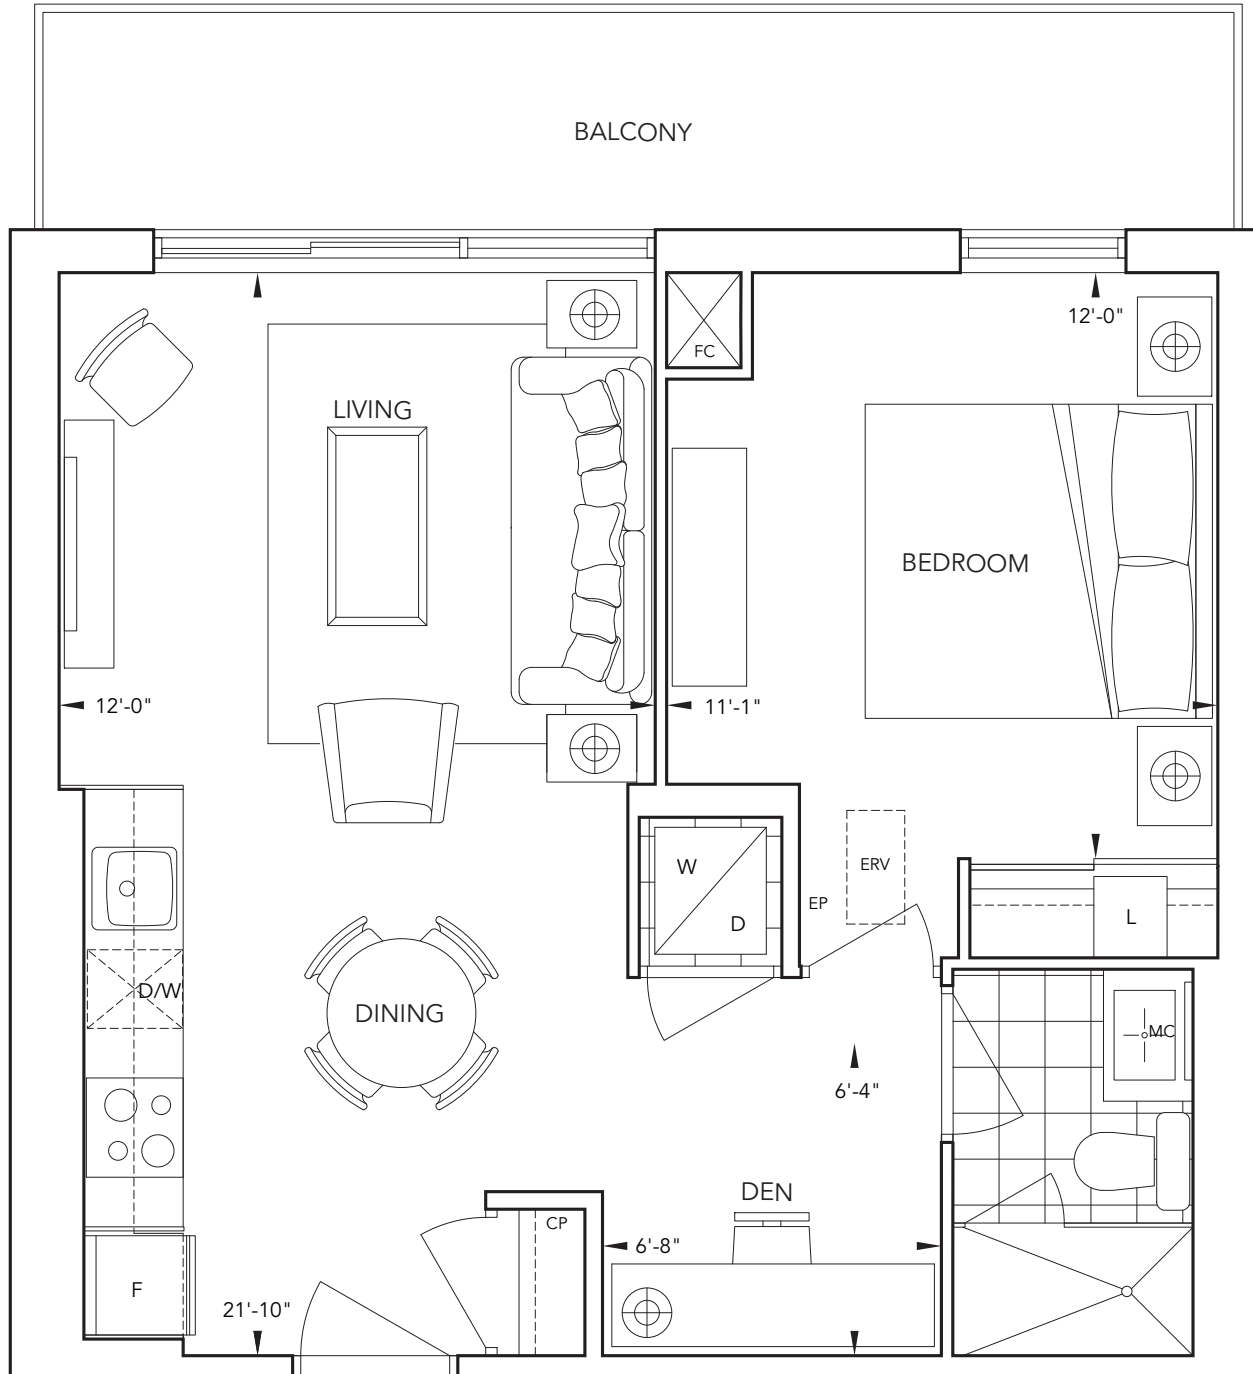 BALCONY
12'-0"
FC
LIVING
BEDROOM
12'-0"
11'-1"
W
D
ERV
EP
L
D/W
DINING
MC
6'-4"
DEN
CP
6'-8"
F
21'-10"